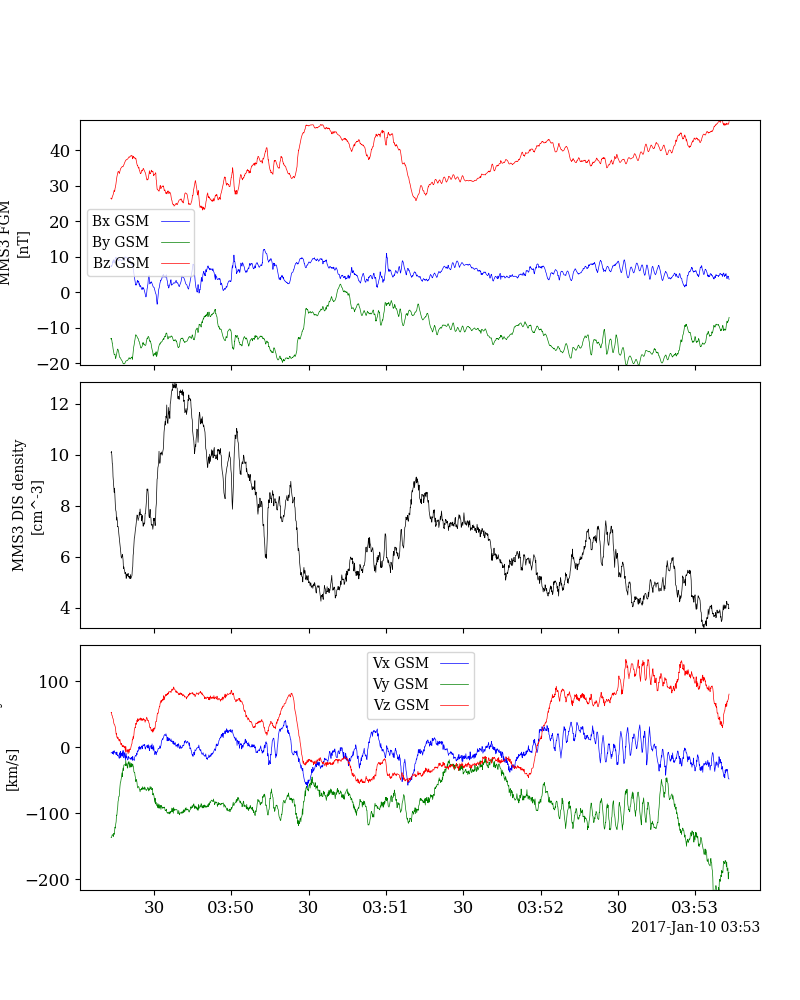 MMS3 FGM
[nT]
40
30
20
10
0
−10
−20
Bx GSM
By GSM
Bz GSM
MMS3 DIS density
[cm^-3]
12
10
8
6
4
[km/s]
100
0
−100
−200
Vx GSM
Vy GSM
Vz GSM
30 03:50 30 03:51 30 03:52 30 03:53
2017-Jan-10 03:53